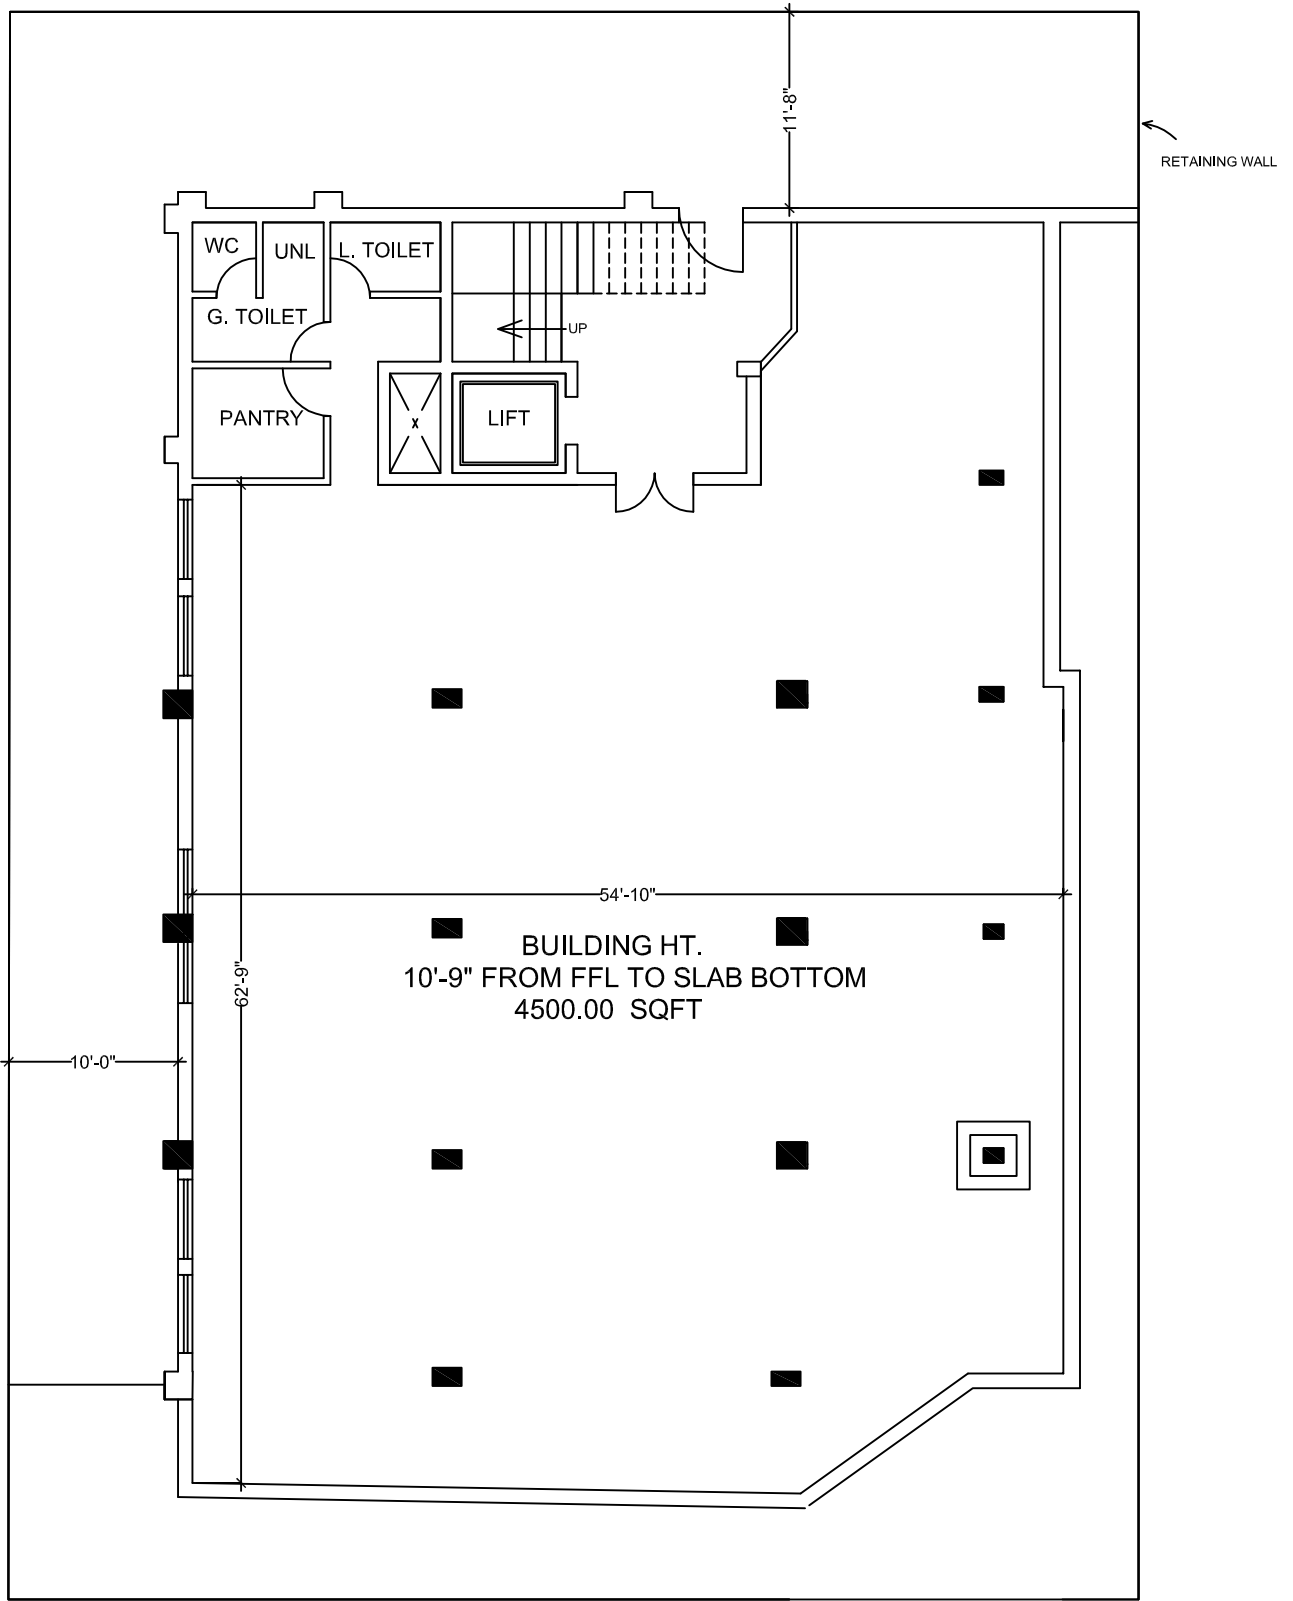 11'-8"
RETAINING WALL
WC
UNL
L. TOILET
G. TOILET
UP
PANTRY
X
LIFT
54'-10"
BUILDING HT.
10'-9" FROM FFL TO SLAB BOTTOM
4500.00 SQFT
62'-9"
10'-0"